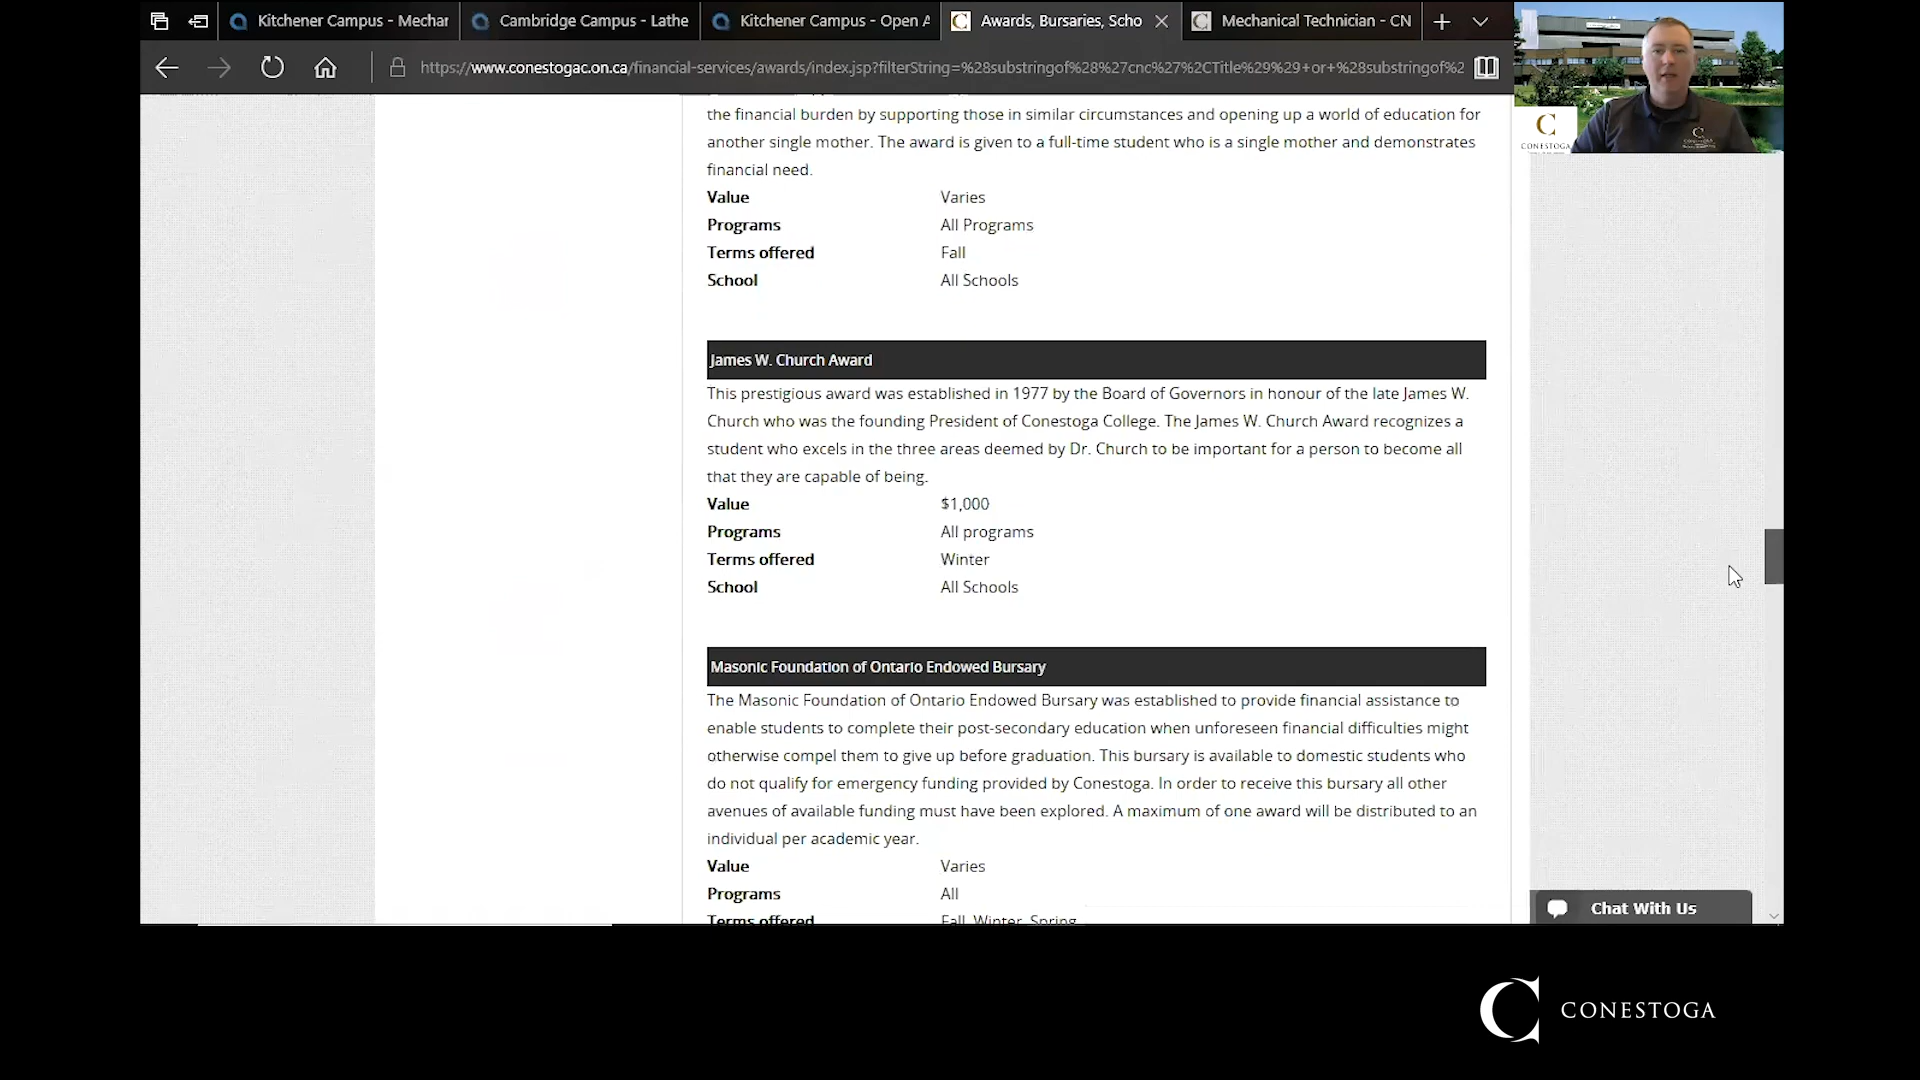 Kitchener Campus - Mechar
Cambridge Campus - Lathe
Kitchener Campus - Open A
Awards, Bursaries, Scho
Mechanical Technician - CN
https://www.conestogac.on.ca/financial-services/awards/index.jsp?filterString=%28substringof%28%27cnc%27%2CTitle%29%29+or+%28substringof%2
the financial burden by supporting those in similar circumstances and opening up a world of education for
another single mother. The award is given to a full-time student who is a single mother and demonstrates
financial need.
Value Varies
Programs All Programs
Terms offered Fall
School All Schools
James W. Church Award
This prestigious award was established in 1977 by the Board of Governors in honour of the late James W.
Church who was the founding President of Conestoga College. The James W. Church Award recognizes a
student who excels in the three areas deemed by Dr. Church to be important for a person to become all
that they are capable of being.
Value $1,000
Programs All programs
Terms offered Winter
School All Schools
Masonic Foundation of Ontario Endowed Bursary
The Masonic Foundation of Ontario Endowed Bursary was established to provide financial assistance to
enable students to complete their post-secondary education when unforeseen financial difficulties might
otherwise compel them to give up before graduation. This bursary is available to domestic students who
do not qualify for emergency funding provided by Conestoga. In order to receive this bursary all other
avenues of available funding must have been explored. A maximum of one award will be distributed to an
individual per academic year.
Value Varies
Programs All
Terms offered Fall, Winter, Spring
Chat With Us
C
CONESTOGA
C CONESTOGA